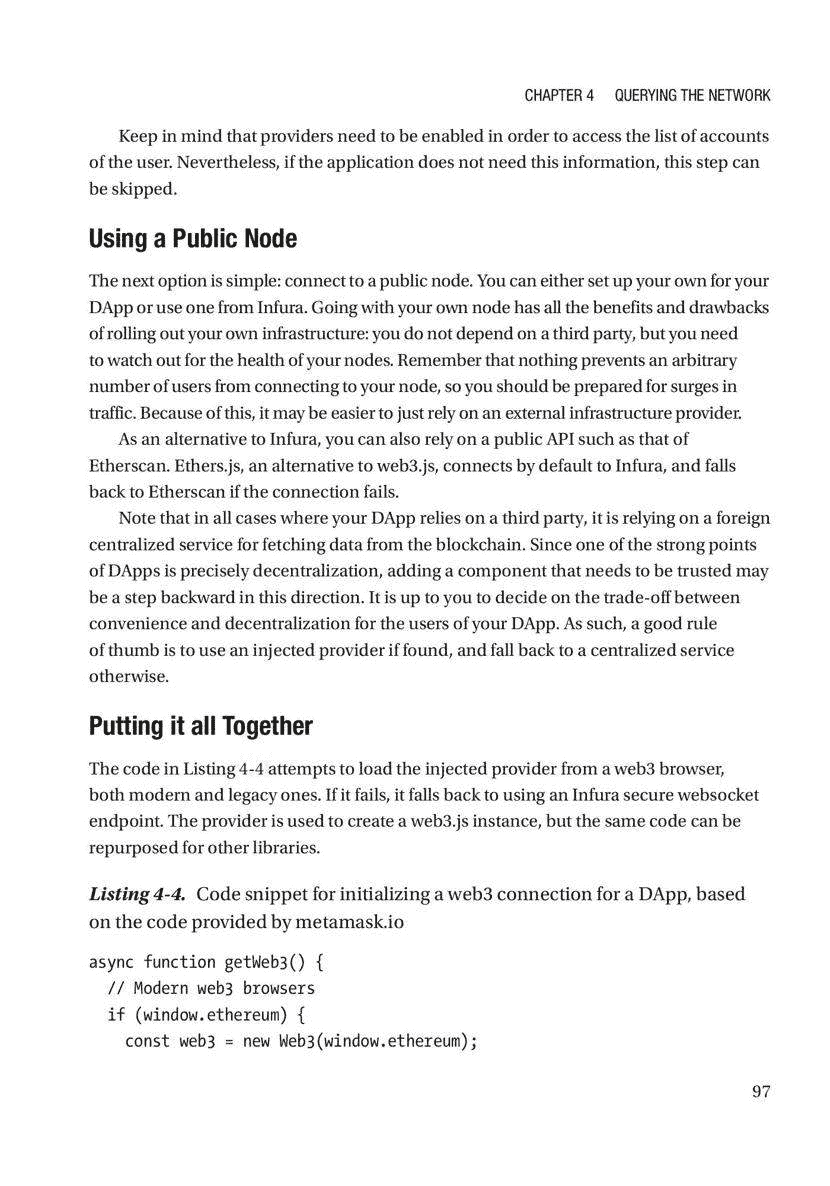 CHAPTER 4 QUERYING THE NETWORK
Keep in mind that providers need to be enabled in order to access the list of accounts
of the user. Nevertheless, if the application does not need this information, this step can
be skipped.
Using a Public Node
The next option is simple: connect to a public node. You can either set up your own for your
DApp or use one from Infura. Going with your own node has all the benefits and drawbacks
of rolling out your own infrastructure: you do not depend on a third party, but you need
to watch out for the health of your nodes. Remember that nothing prevents an arbitrary
number of users from connecting to your node, so you should be prepared for surges in
traffic. Because of this, it may be easier to just rely on an external infrastructure provider.
As an alternative to Infura, you can also rely on a public API such as that of
Etherscan. Ethers.js, an alternative to web3.js, connects by default to Infura, and falls
back to Etherscan if the connection fails.
Note that in all cases where your DApp relies on a third party, it is relying on a foreign
centralized service for fetching data from the blockchain. Since one of the strong points
of DApps is precisely decentralization, adding a component that needs to be trusted may
be a step backward in this direction. It is up to you to decide on the trade-off between
convenience and decentralization for the users of your DApp. As such, a good rule
of thumb is to use an injected provider if found, and fall back to a centralized service
otherwise.
Putting it all Together
The code in Listing 4-4 attempts to load the injected provider from a web3 browser,
both modern and legacy ones. If it fails, it falls back to using an Infura secure websocket
endpoint. The provider is used to create a web3.js instance, but the same code can be
repurposed for other libraries.
Listing 4-4. Code snippet for initializing a web3 connection for a DApp, based
on the code provided by metamask.io
async function getWeb3() {
  // Modern web3 browsers
  if (window.ethereum) {
    const web3 = new Web3(window.ethereum);
97